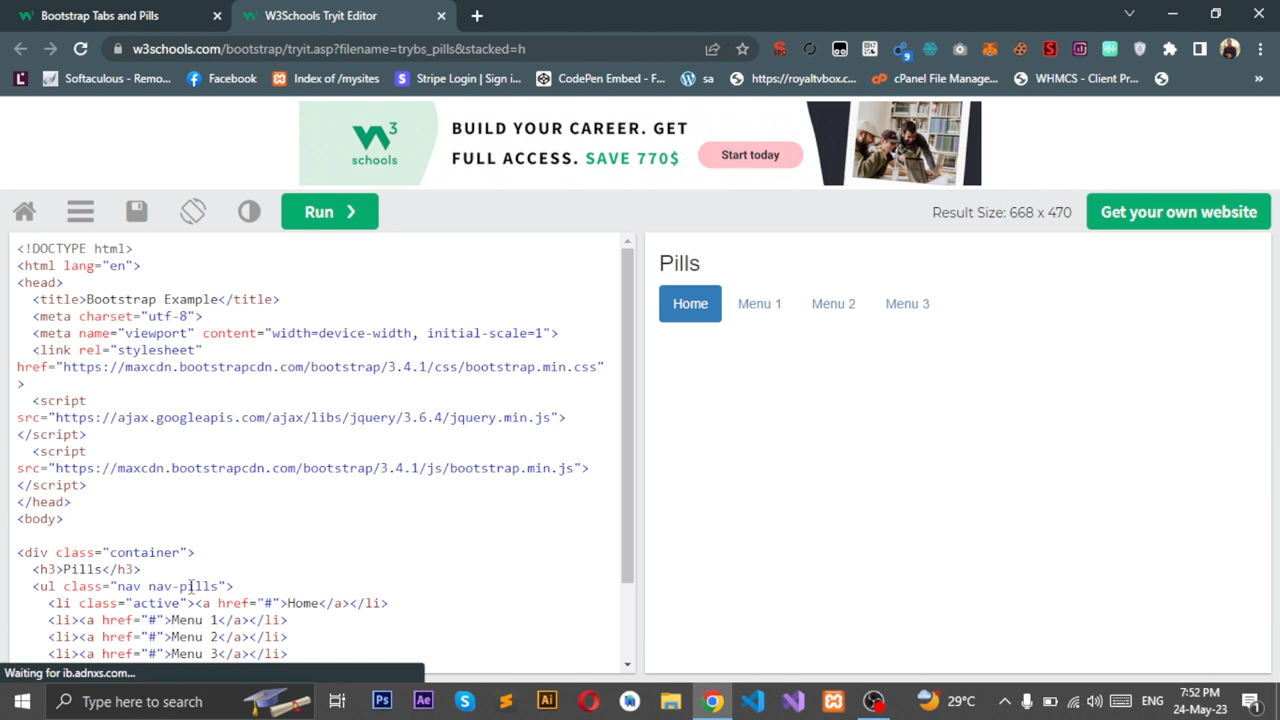 Bootstrap Tabs and Pills
W3Schools Tryit Editor
w3schools.com/bootstrap/tryit.asp?filename=trybs_pills&stacked=h
9
Softaculous - Remo...
Facebook
Index of /mysites
Stripe Login | Sign i...
CodePen Embed - F...
sa
https://royaltvbox.c...
cPanel File Manage...
WHMCS - Client Pr...
3
schools
BUILD YOUR CAREER. GET
FULL ACCESS. SAVE 770$
Start today
Run ❯
Result Size: 668 x 470
Get your own website
<!DOCTYPE html>
<html lang="en">
<head>
<title>Bootstrap Example</title>
<meta charset="utf-8">
<meta name="viewport" content="width=device-width, initial-scale=1">
<link rel="stylesheet"
href="https://maxcdn.bootstrapcdn.com/bootstrap/3.4.1/css/bootstrap.min.css"
>
<script
src="https://ajax.googleapis.com/ajax/libs/jquery/3.6.4/jquery.min.js">
</script>
<script
src="https://maxcdn.bootstrapcdn.com/bootstrap/3.4.1/js/bootstrap.min.js">
</script>
</head>
<body>
<div class="container">
<h3>Pills</h3>
<ul class="nav nav-pills">
<li class="active"><a href="#">Home</a></li>
<li><a href="#">Menu 1</a></li>
<li><a href="#">Menu 2</a></li>
<li><a href="#">Menu 3</a></li>
Pills
Home
Menu 1
Menu 2
Menu 3
Waiting for ib.adnxs.com...
Type here to search
Ps
Ae
S
Ai
29°C
ENG
7:52 PM
24-May-23
1